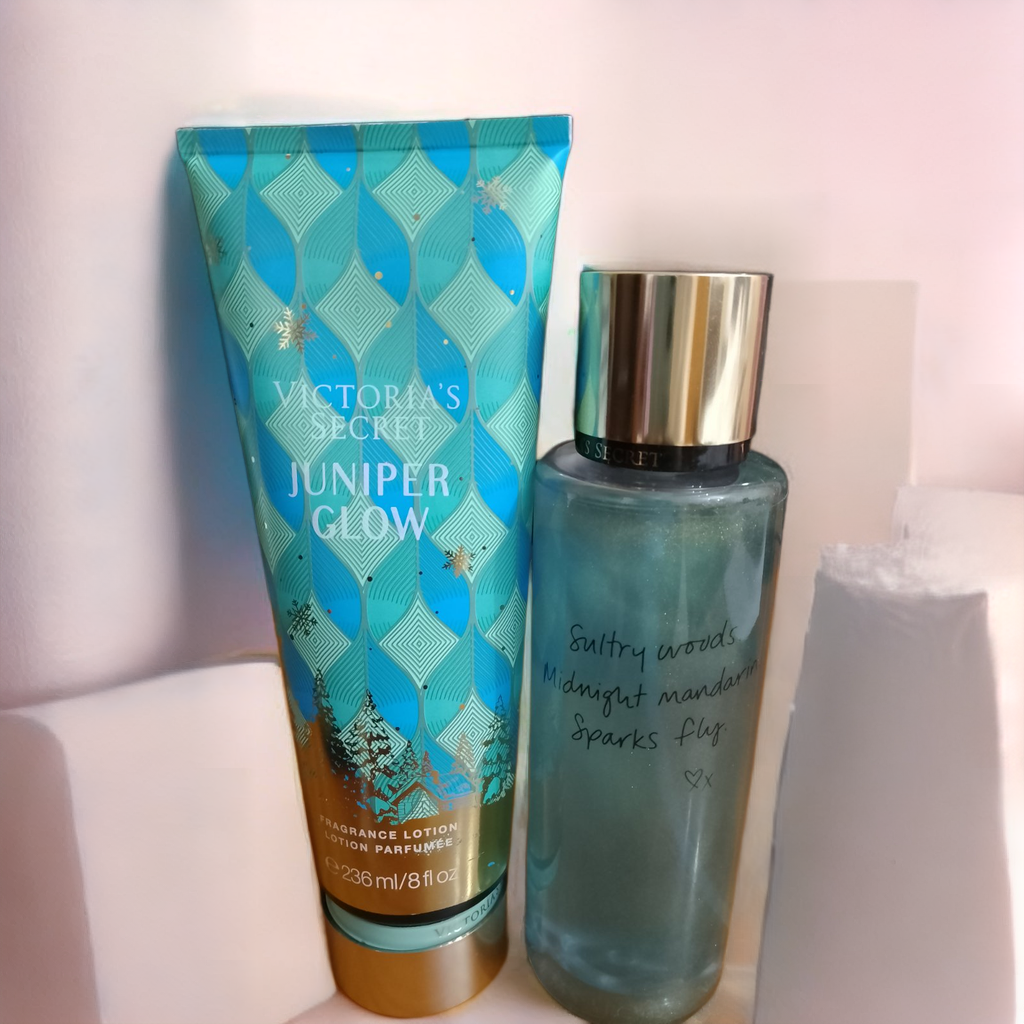 VICTORIA'S
SECRET
JUNIPER
GLOW
FRAGRANCE LOTION
LOTION PARFUMÉE
℮ 236 ml/8 fl oz
VICTORIA'S
S SECRET
Sultry woods
Midnight mandarin
Sparks fly.
♡x